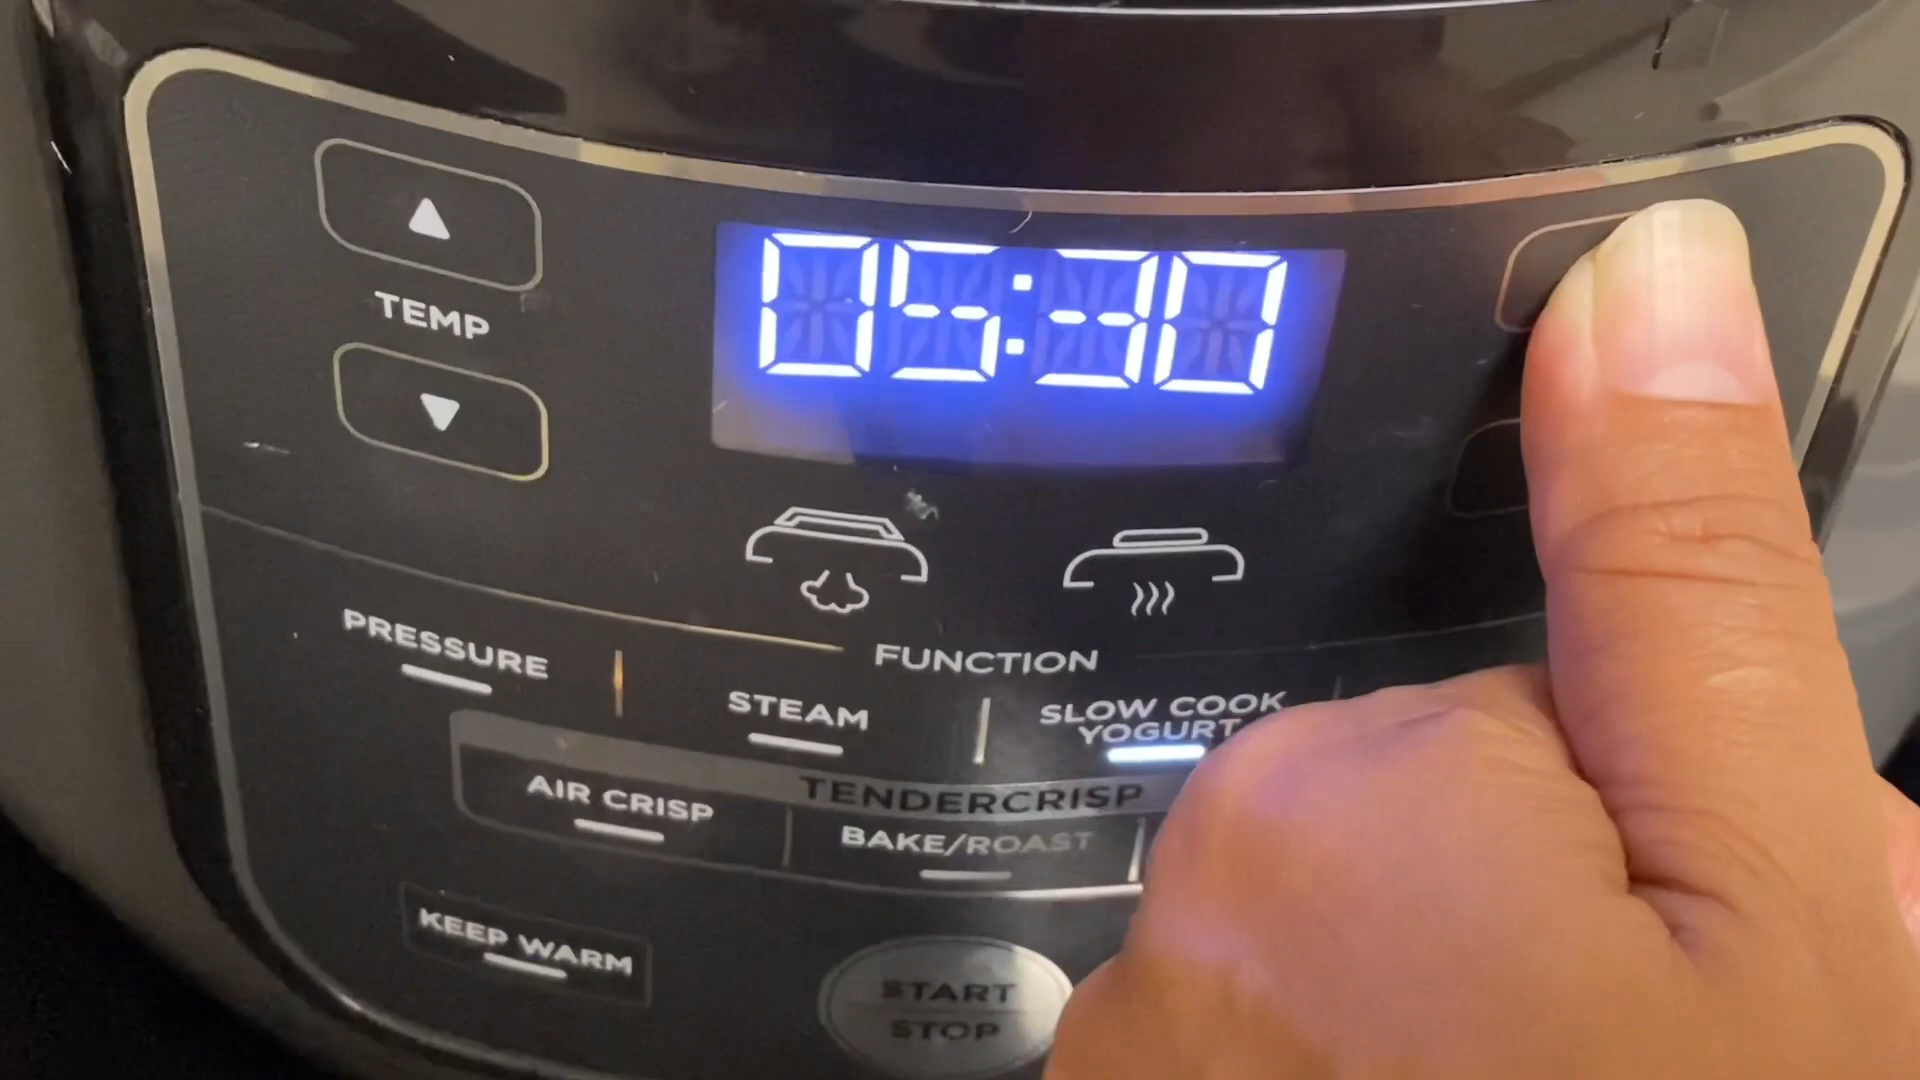 05:30
TEMP
FUNCTION
PRESSURE
STEAM
SLOW COOK
YOGURT
TENDERCRISP
AIR CRISP
BAKE/ROAST
KEEP WARM
START
STOP